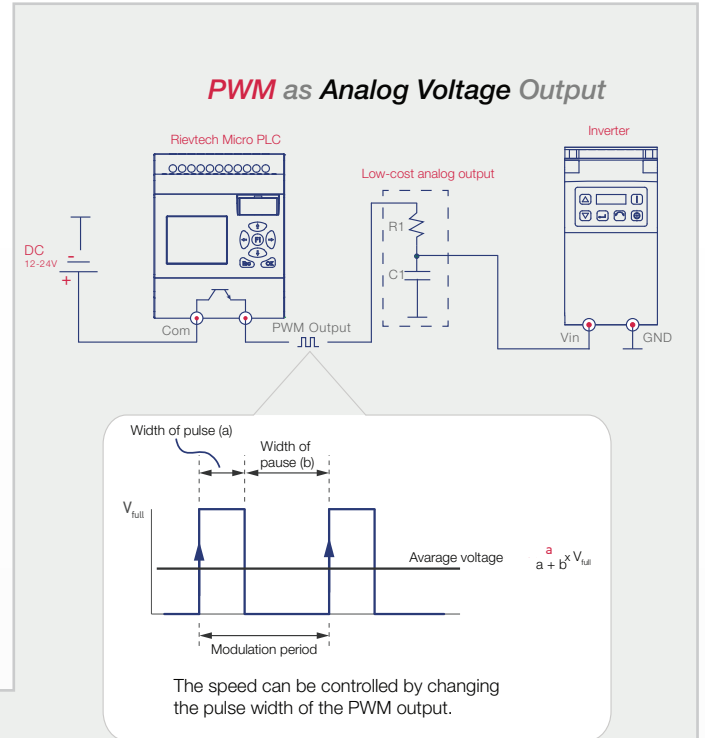 PWM as Analog Voltage Output
Rievtech Micro PLC
Inverter
Low-cost analog output
DC
12-24V
-
+
R1
C1
Esc
OK
Com
PWM Output
Vin
GND
Width of pulse (a)
Width of
pause (b)
Vfull
Avarage voltage
a
a + b x Vfull
Modulation period
The speed can be controlled by changing
the pulse width of the PWM output.